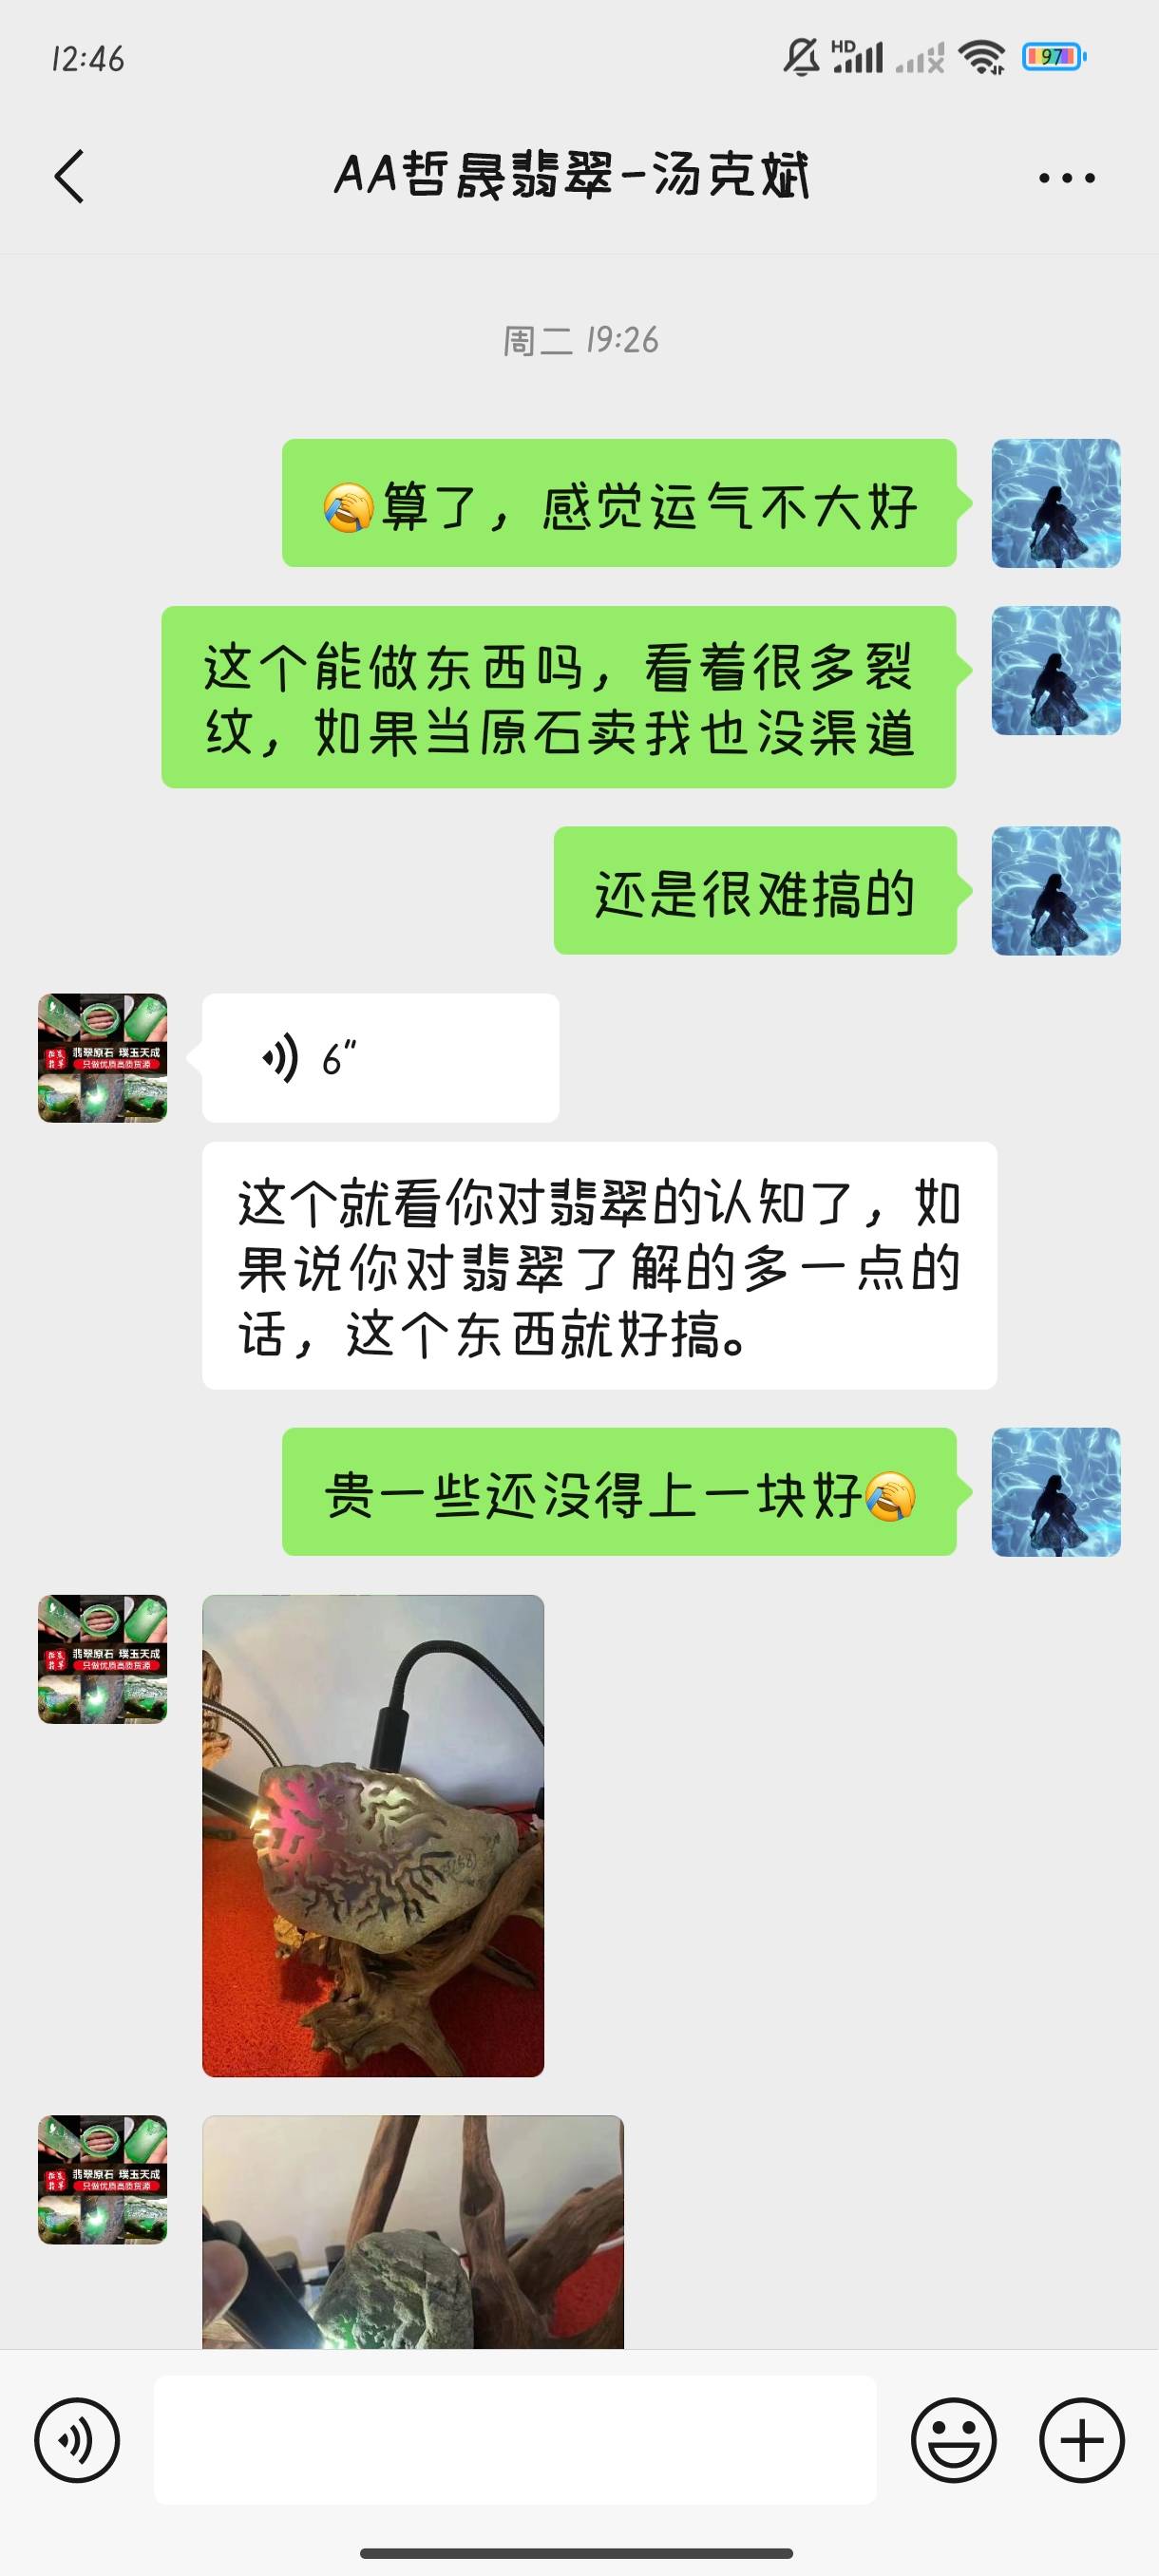 12:46
HD
97
AA哲晟翡翠-汤克斌
周二 19:26
算了，感觉运气不大好
这个能做东西吗，看着很多裂
纹，如果当原石卖我也没渠道
还是很难搞的
翡翠原石 璞玉天成
只做优质高质货源
6"
这个就看你对翡翠的认知了，如
果说你对翡翠了解的多一点的
话，这个东西就好搞。
贵一些还没得上一块好
翡翠原石 璞玉天成
只做优质高质货源
翡翠原石 璞玉天成
只做优质高质货源